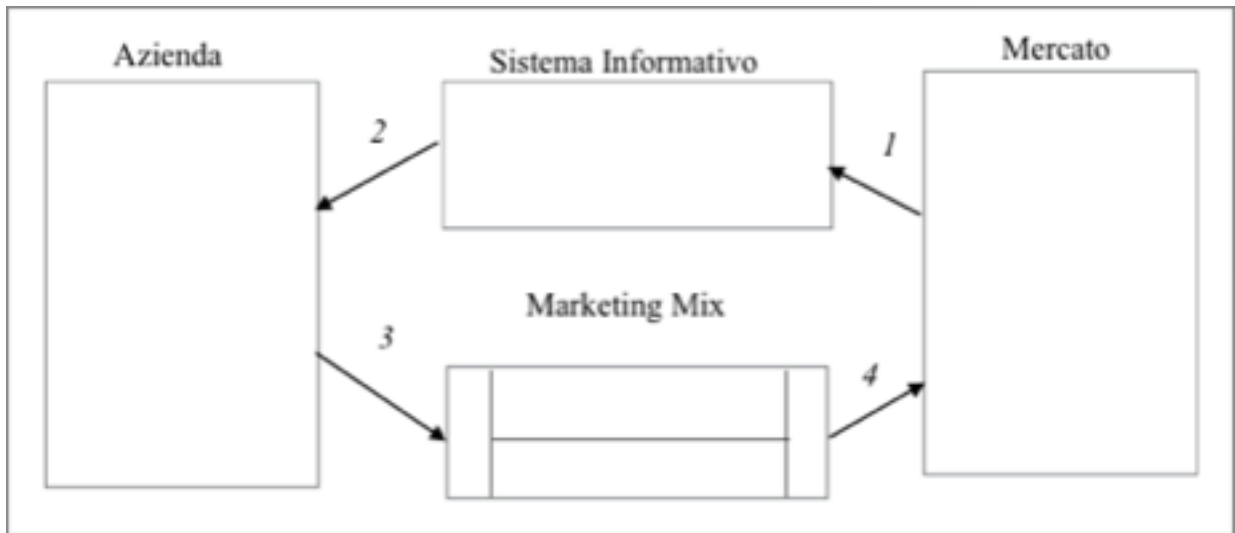 Azienda
Sistema Informativo
Mercato
2
1
Marketing Mix
3
4